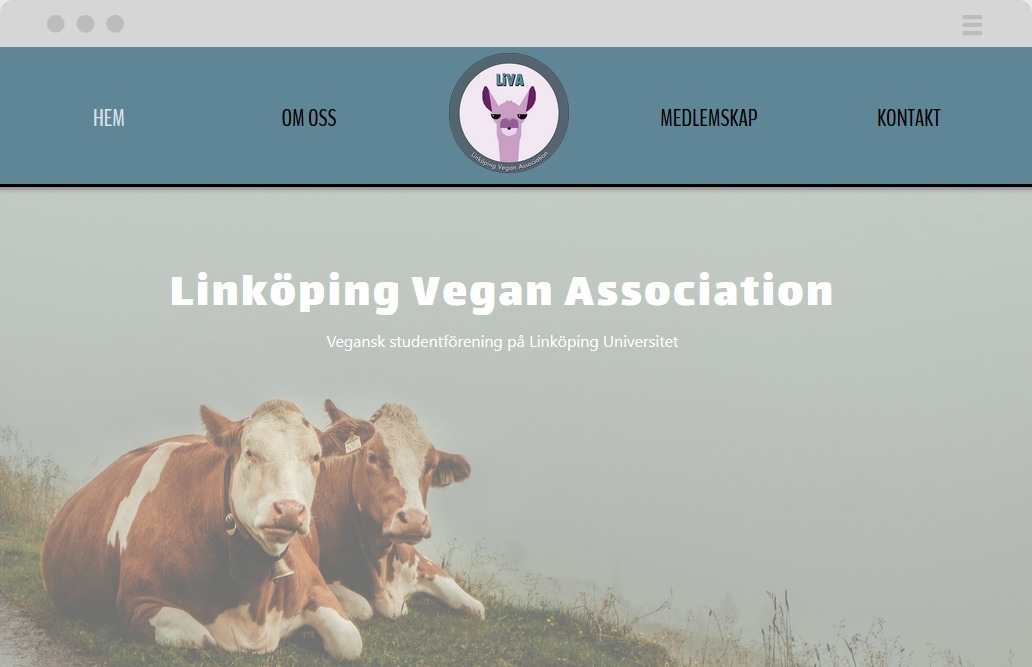 HEM
OM OSS
LiVA
Linköping Vegan Association
MEDLEMSKAP
KONTAKT
Linköping Vegan Association
Vegansk studentförening på Linköping Universitet